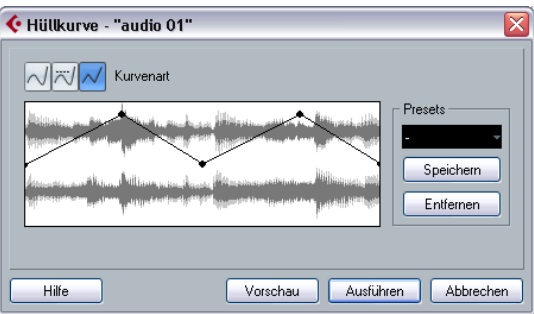 Hüllkurve - "audio 01"
Kurvenart
Presets
-
Speichern
Entfernen
Hilfe
Vorschau
Ausführen
Abbrechen